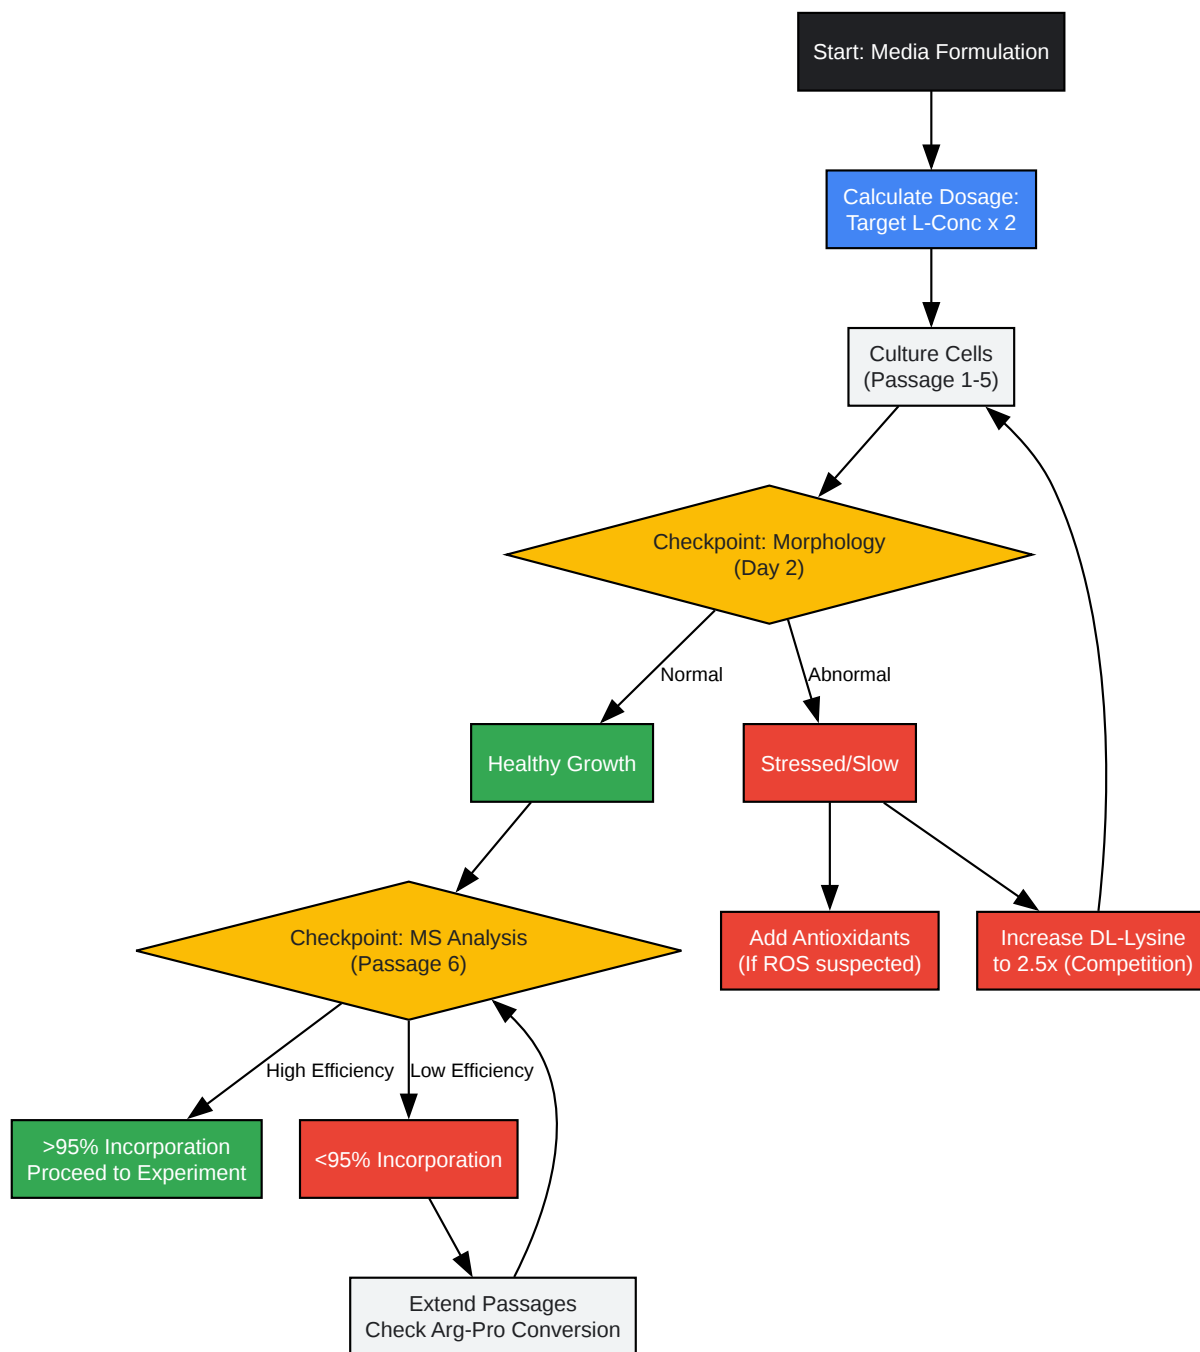 Start: Media Formulation
Calculate Dosage:
Target L-Conc x 2
Culture Cells
(Passage 1-5)
Checkpoint: Morphology
(Day 2)
Normal
Abnormal
Healthy Growth
Stressed/Slow
Checkpoint: MS Analysis
(Passage 6)
Add Antioxidants
(If ROS suspected)
Increase DL-Lysine
to 2.5x (Competition)
High Efficiency
Low Efficiency
>95% Incorporation
Proceed to Experiment
<95% Incorporation
Extend Passages
Check Arg-Pro Conversion